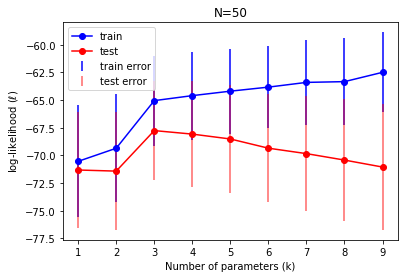 N=50
train
test
train error
test error
log-likelihood (ℓ)
−60.0
−62.5
−65.0
−67.5
−70.0
−72.5
−75.0
−77.5
1 2 3 4 5 6 7 8 9
Number of parameters (k)